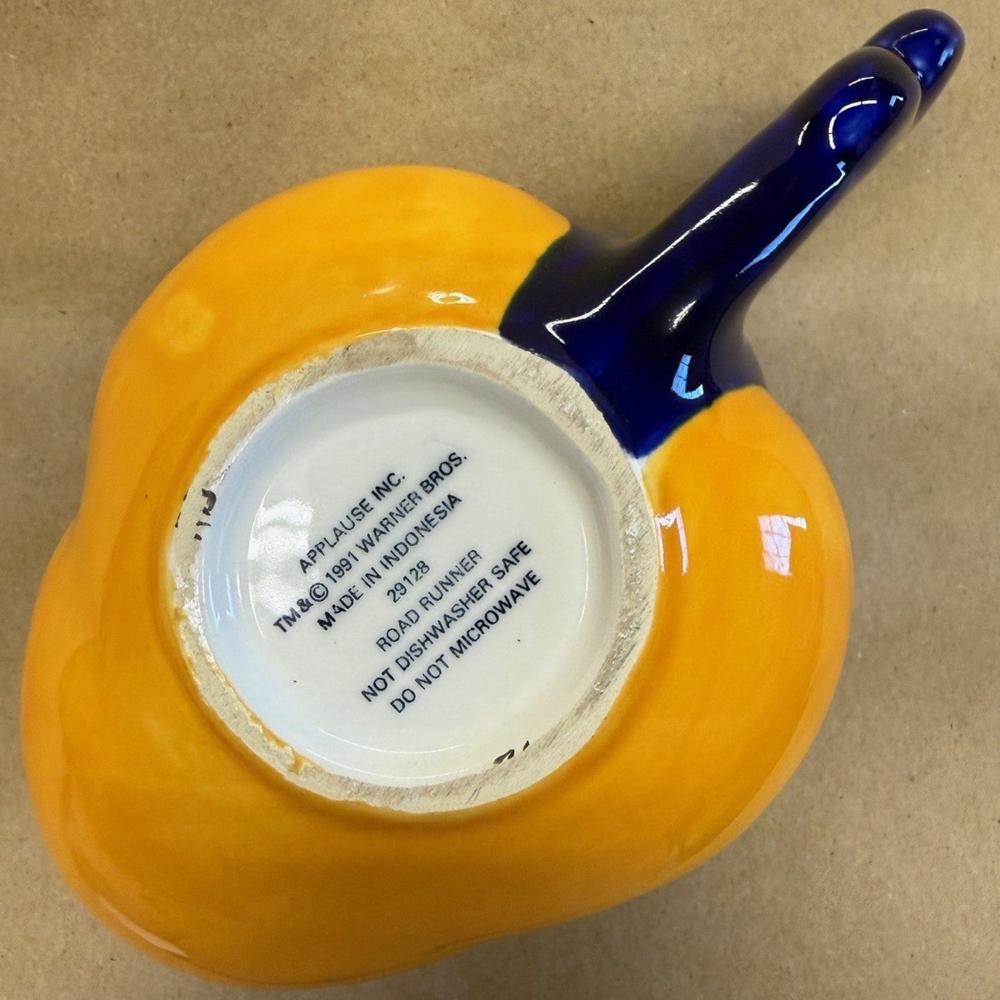 APPLAUSE INC.
TM & © 1991 WARNER BROS.
MADE IN INDONESIA
29128
ROAD RUNNER
NOT DISHWASHER SAFE
DO NOT MICROWAVE